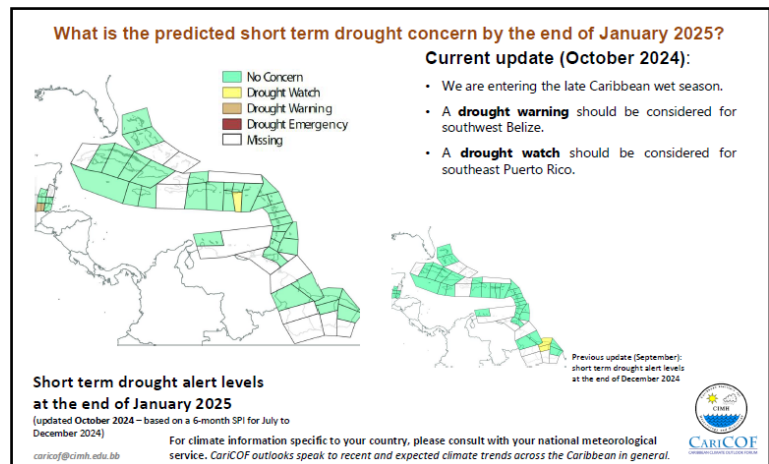 What is the predicted short term drought concern by the end of January 2025?
No Concern
Drought Watch
Drought Warning
Drought Emergency
Missing
Current update (October 2024):
• We are entering the late Caribbean wet season.
• A drought warning should be considered for
southwest Belize.
• A drought watch should be considered for
southeast Puerto Rico.
Previous update (September):
short term drought alert levels
at the end of December 2024
Short term drought alert levels
at the end of January 2025
(updated October 2024 – based on a 6-month SPI for July to
December 2024)
caricof@cimh.edu.bb
For climate information specific to your country, please consult with your national meteorological
service. CariCOF outlooks speak to recent and expected climate trends across the Caribbean in general.
CIMH
CARICOF
CARIBBEAN CLIMATE OUTLOOK FORUM